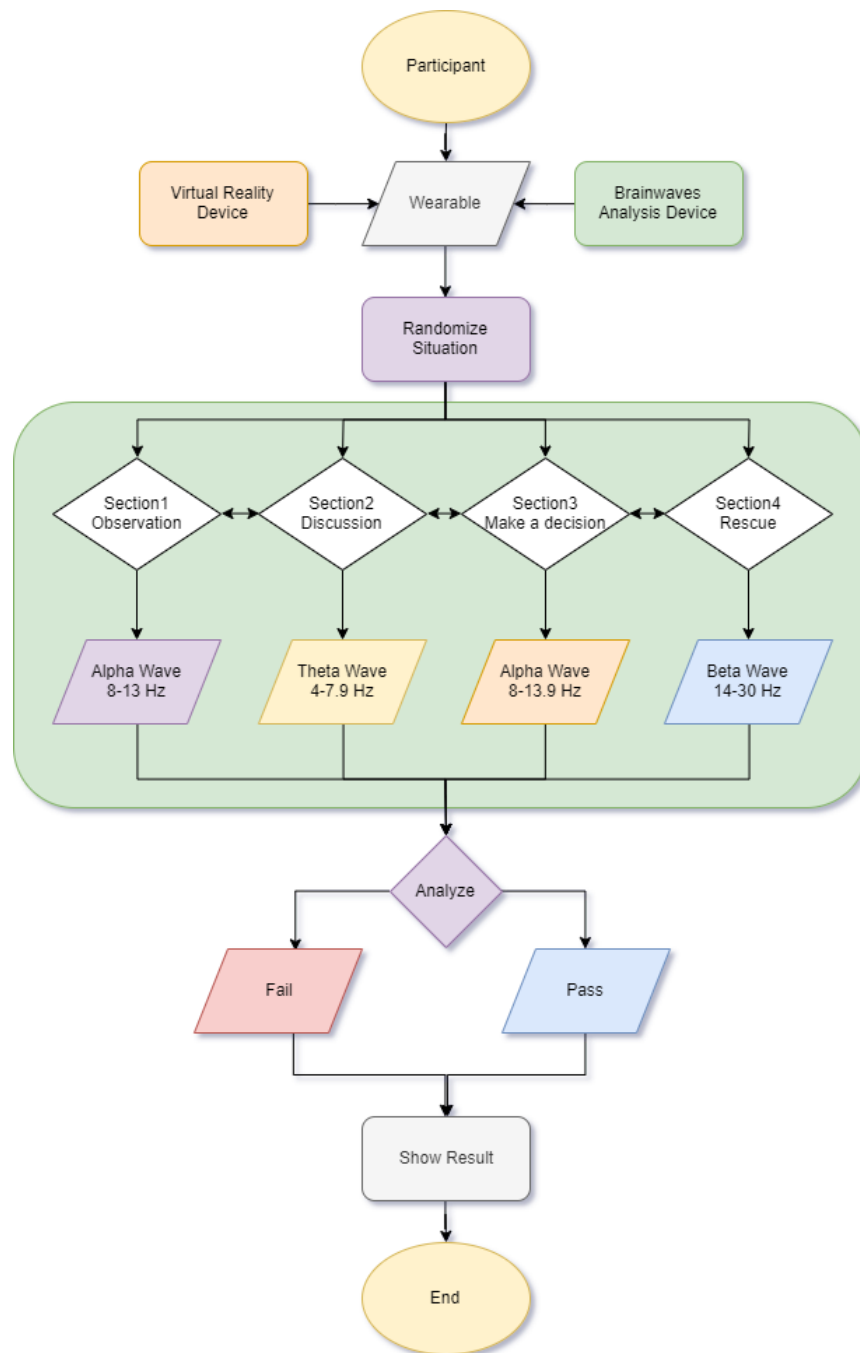 Participant
Virtual Reality
Device
Wearable
Brainwaves
Analysis Device
Randomize
Situation
Section1
Observation
Section2
Discussion
Section3
Make a decision
Section4
Rescue
Alpha Wave
8-13 Hz
Theta Wave
4-7.9 Hz
Alpha Wave
8-13.9 Hz
Beta Wave
14-30 Hz
Analyze
Fail
Pass
Show Result
End